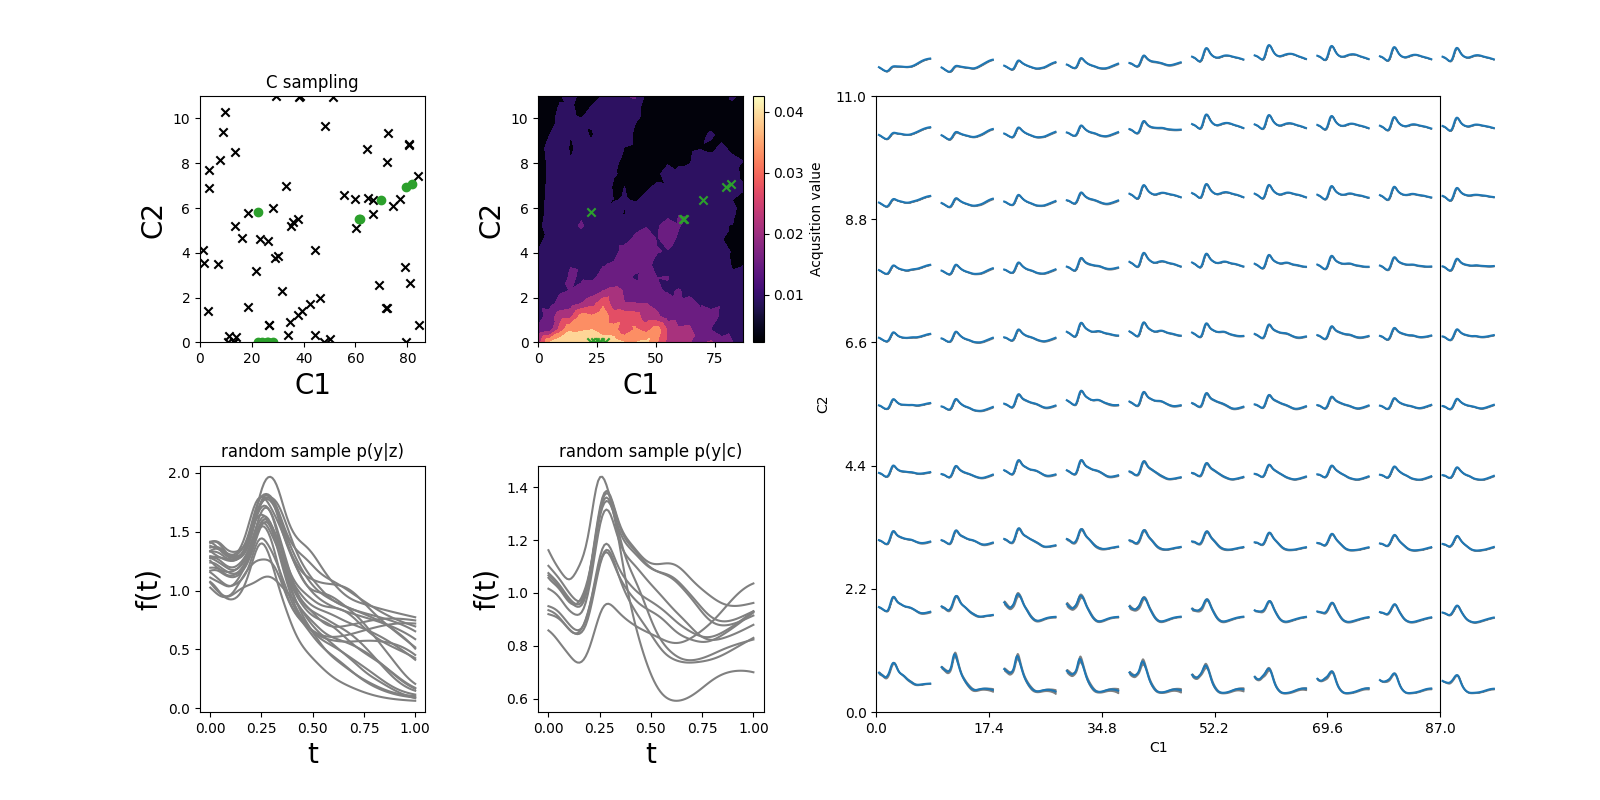 C sampling
10
8
6
4
2
0
C2
0 20 40 60 80
C1
10
8
6
4
2
0
C2
0 25 50 75
C1
0.04
0.03
0.02
0.01
Acqusition value
random sample p(y|z)
2.0
1.5
1.0
0.5
0.0
f(t)
0.00 0.25 0.50 0.75 1.00
t
random sample p(y|c)
1.4
1.2
1.0
0.8
0.6
f(t)
0.00 0.25 0.50 0.75 1.00
t
11.0
8.8
6.6
4.4
2.2
0.0
C2
0.0 17.4 34.8 52.2 69.6 87.0
C1